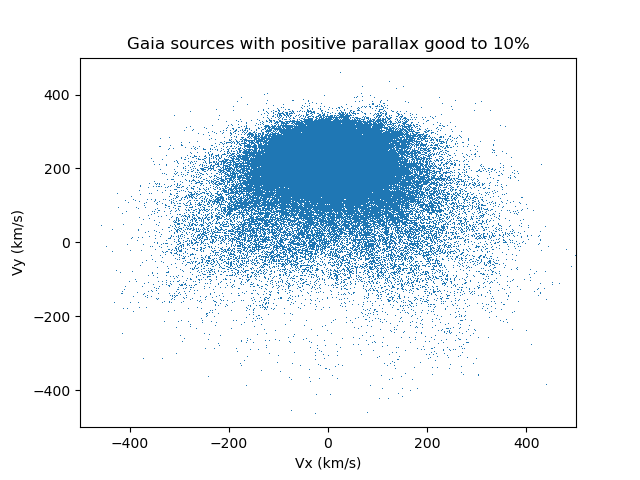 Gaia sources with positive parallax good to 10%
400
200
0
−200
−400
Vy (km/s)
−400 −200 0 200 400
Vx (km/s)